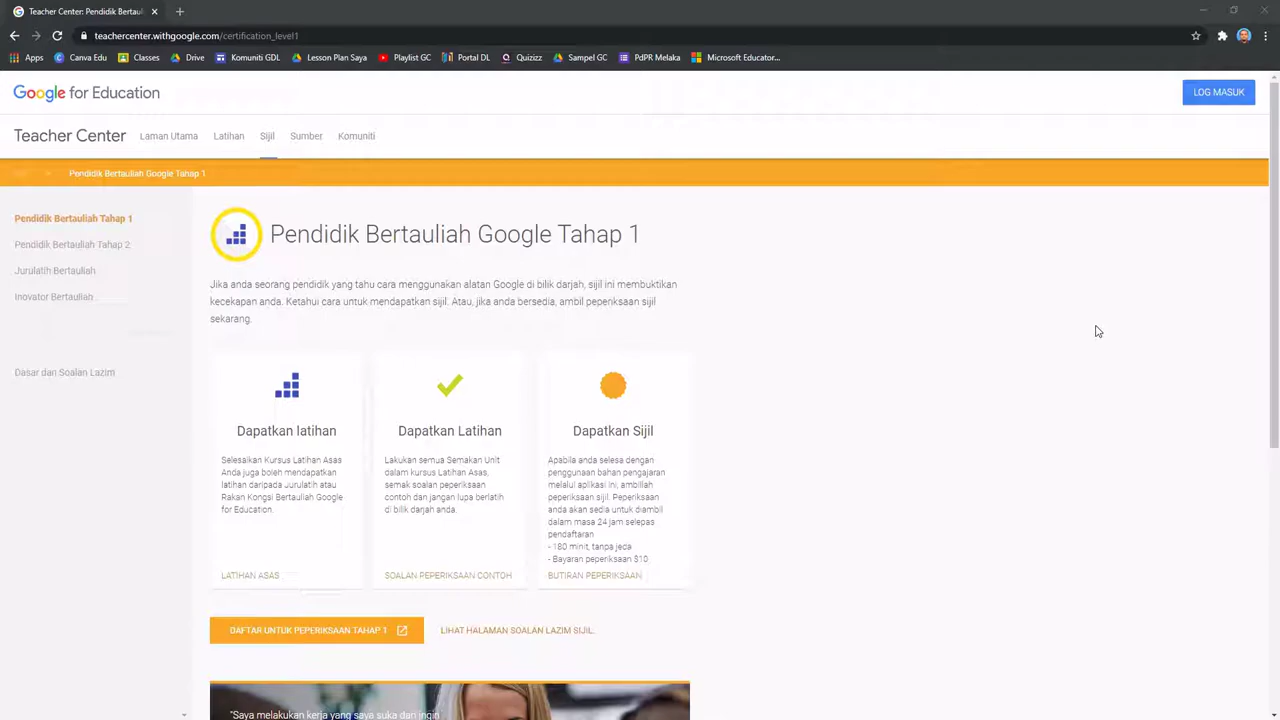 Teacher Center: Pendidik Bertaul
teachercenter.withgoogle.com/certification_level1
Apps
Canva Edu
Classes
Drive
Komuniti GDL
Lesson Plan Saya
Playlist GC
Portal DL
Quizizz
Sampel GC
PdPR Melaka
Microsoft Educator...
Google for Education
LOG MASUK
Teacher Center
Laman Utama
Latihan
Sijil
Sumber
Komuniti
Pendidik Bertauliah Google Tahap 1
Pendidik Bertauliah Tahap 1
Pendidik Bertauliah Tahap 2
Jurulatih Bertauliah
Inovator Bertauliah
Dasar dan Soalan Lazim
Pendidik Bertauliah Google Tahap 1
Jika anda seorang pendidik yang tahu cara menggunakan alatan Google di bilik darjah, sijil ini membuktikan
kecekapan anda. Ketahui cara untuk mendapatkan sijil. Atau, jika anda bersedia, ambil peperiksaan sijil
sekarang.
Dapatkan latihan
Selesaikan Kursus Latihan Asas
Anda juga boleh mendapatkan
latihan daripada Jurulatih atau
Rakan Kongsi Bertauliah Google
for Education.
LATIHAN ASAS
Dapatkan Latihan
Lakukan semua Semakan Unit
dalam kursus Latihan Asas,
semak soalan peperiksaan
contoh dan jangan lupa berlatih
di bilik darjah anda.
SOALAN PEPERIKSAAN CONTOH
Dapatkan Sijil
Apabila anda selesa dengan
penggunaan bahan pengajaran
melalui aplikasi ini, ambillah
peperiksaan sijil. Peperiksaan
anda akan sedia untuk diambil
dalam masa 24 jam selepas
pendaftaran
- 180 minit, tanpa jeda
- Bayaran peperiksaan $10
BUTIRAN PEPERIKSAAN
DAFTAR UNTUK PEPERIKSAAN TAHAP 1
LIHAT HALAMAN SOALAN LAZIM SIJIL.
"Saya melakukan kerja yang saya suka dari ingin